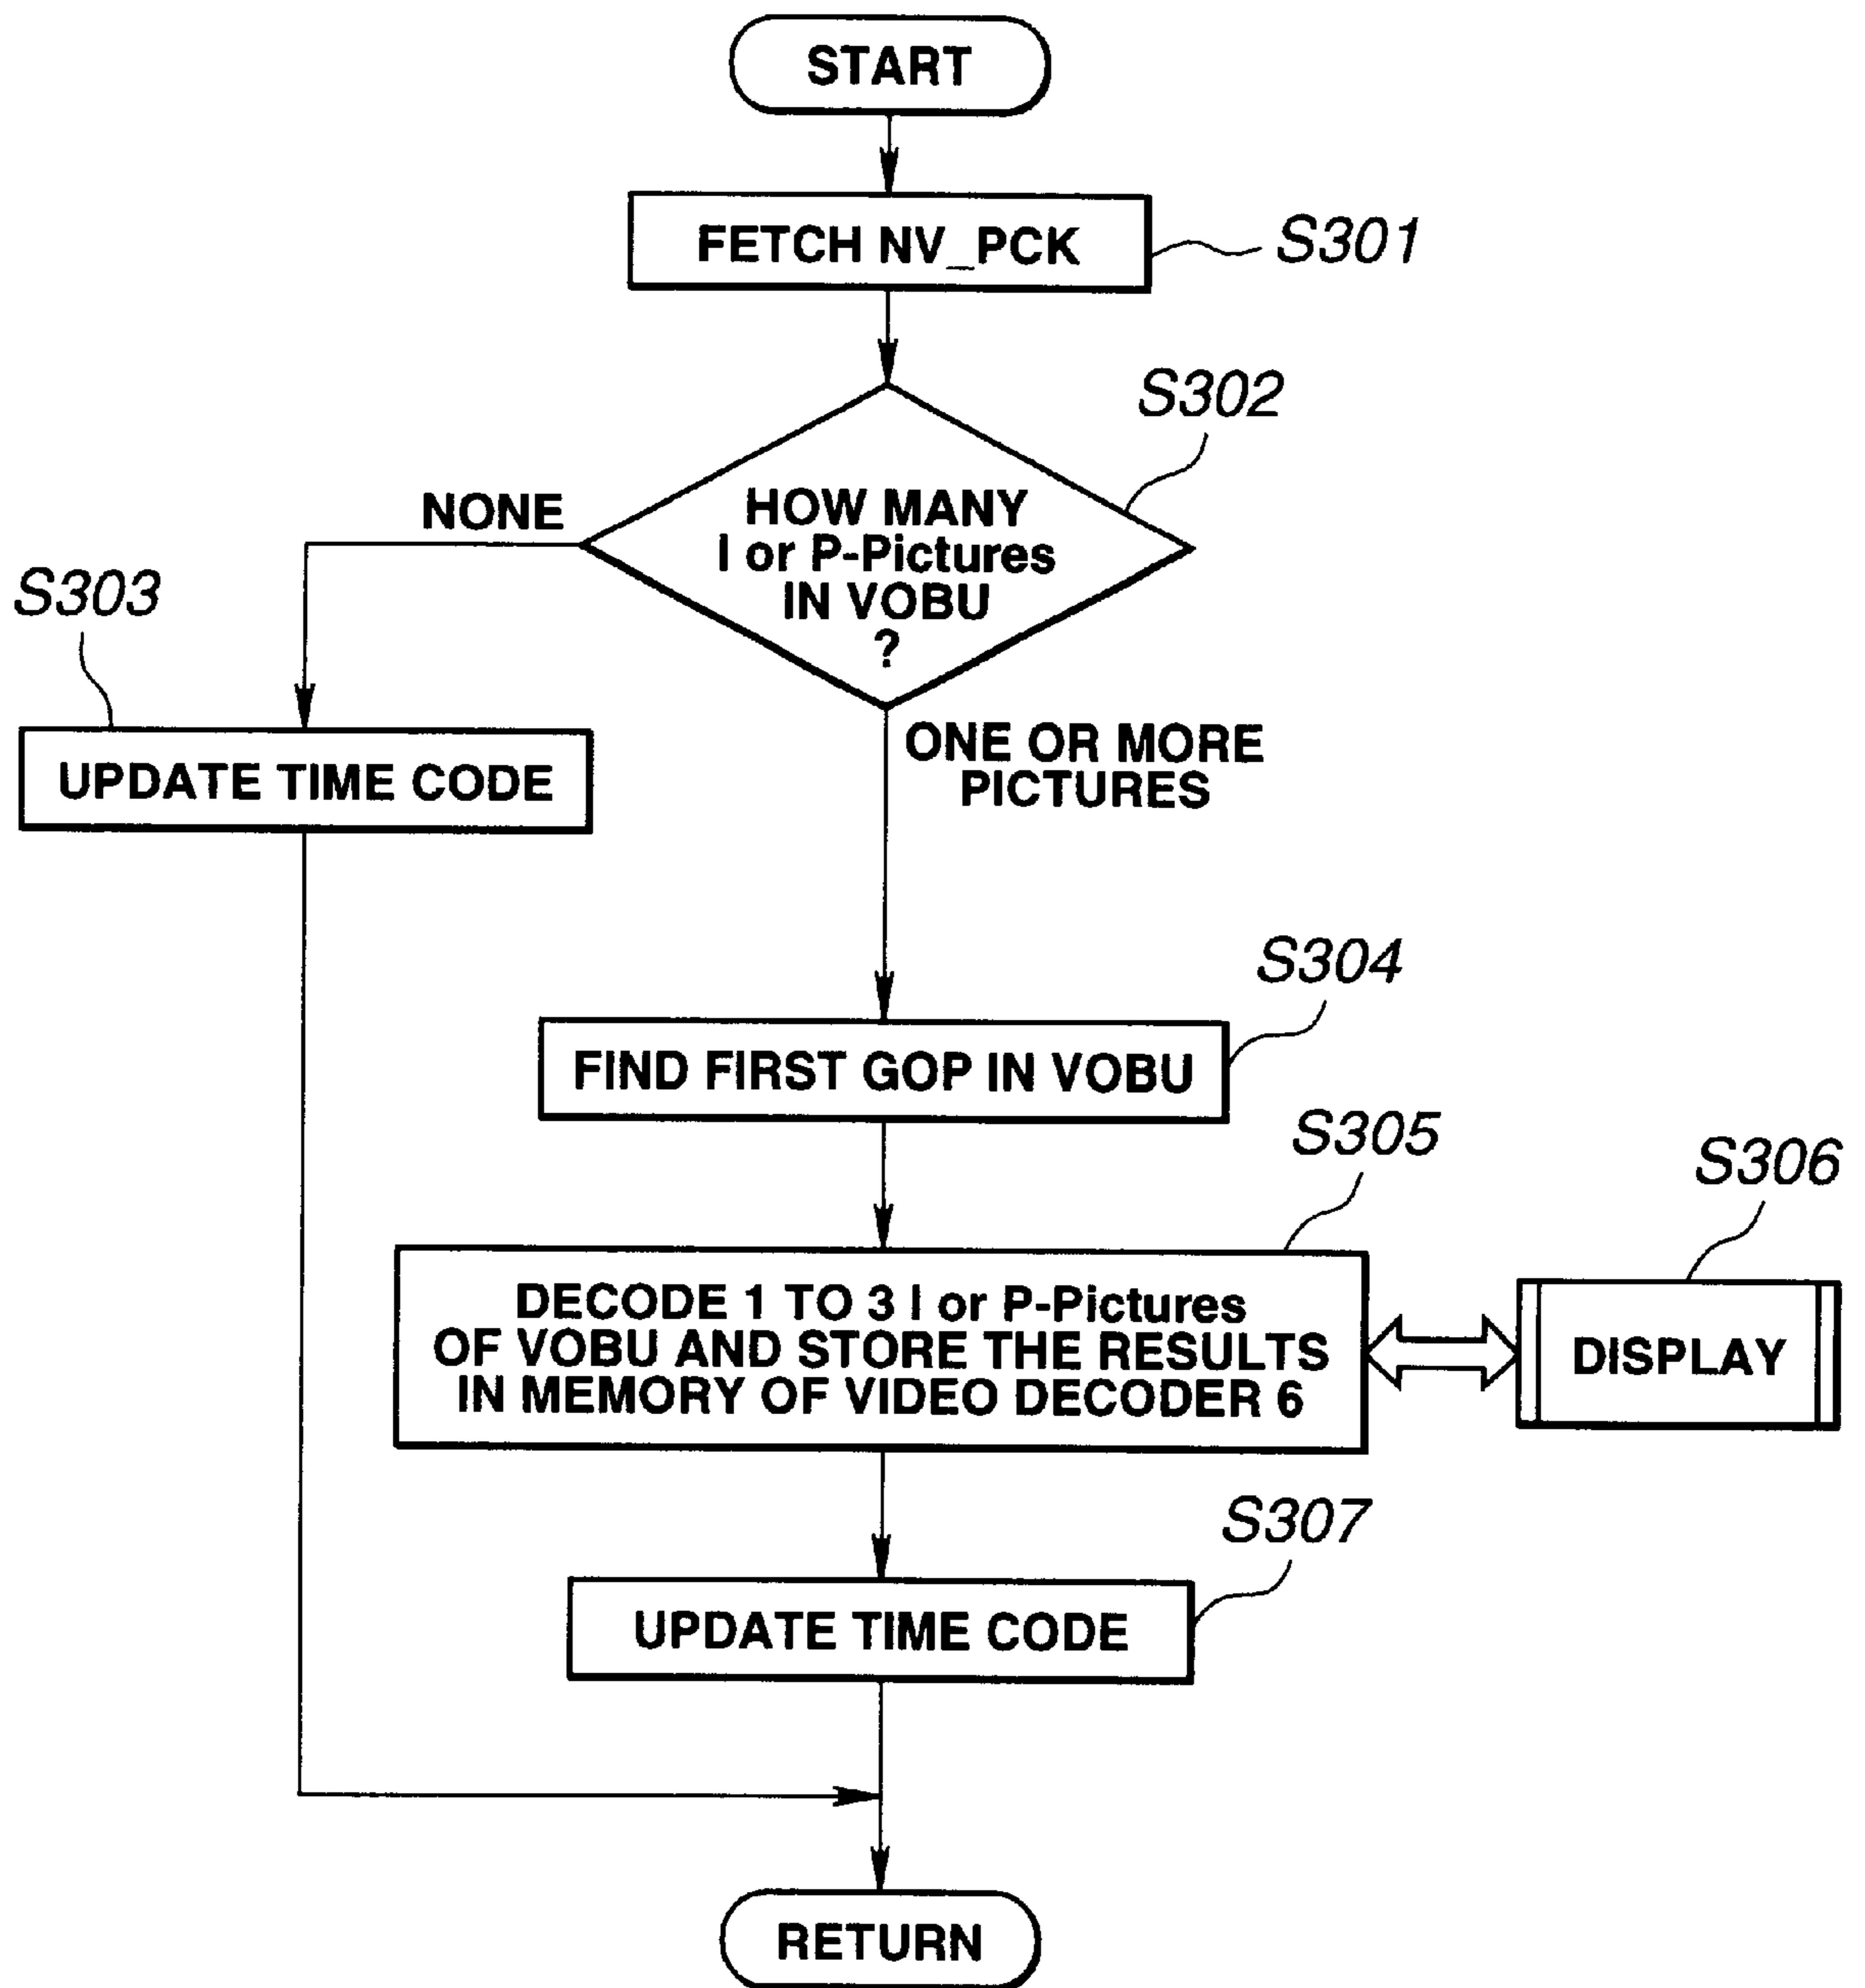 START
FETCH NV_PCK
S301
S302
HOW MANY
I or P-Pictures
IN VOBU
?
NONE
S303
UPDATE TIME CODE
ONE OR MORE
PICTURES
S304
FIND FIRST GOP IN VOBU
S305
S306
DECODE 1 TO 3 I or P-Pictures
OF VOBU AND STORE THE RESULTS
IN MEMORY OF VIDEO DECODER 6
DISPLAY
S307
UPDATE TIME CODE
RETURN